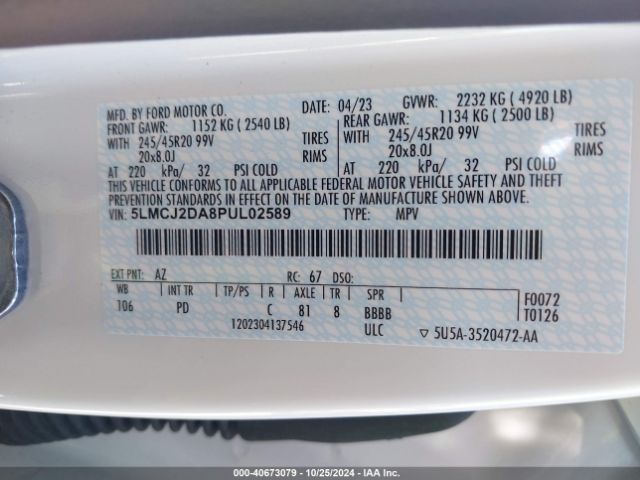 MFD. BY FORD MOTOR CO. DATE: 04/23 GVWR: 2232 KG ( 4920 LB)
FRONT GAWR: 1152 KG ( 2540 LB) REAR GAWR: 1134 KG ( 2500 LB)
WITH 245/45R20 99V TIRES WITH 245/45R20 99V TIRES
20x8.0J RIMS 20x8.0J RIMS
AT 220 kPa/ 32 PSI COLD AT 220 kPa/ 32 PSI COLD
THIS VEHICLE CONFORMS TO ALL APPLICABLE FEDERAL MOTOR VEHICLE SAFETY AND THEFT
PREVENTION STANDARDS IN EFFECT ON THE DATE OF MANUFACTURE SHOWN ABOVE.
VIN: 5LMCJ2DA8PUL02589 TYPE: MPV
EXT PNT: AZ RC: 67 DSO:
WB INT TR TP/PS R AXLE TR SPR F0072
106 PD C 81 8 BBBB T0126
1202304137546 ULC ▽ 5U5A-3520472-AA
000-40673079 - 10/25/2024 - IAA Inc.